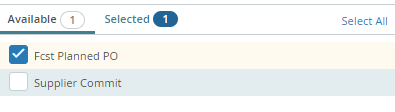 Available 1 Selected 1 Select All
Fcst Planned PO
Supplier Commit